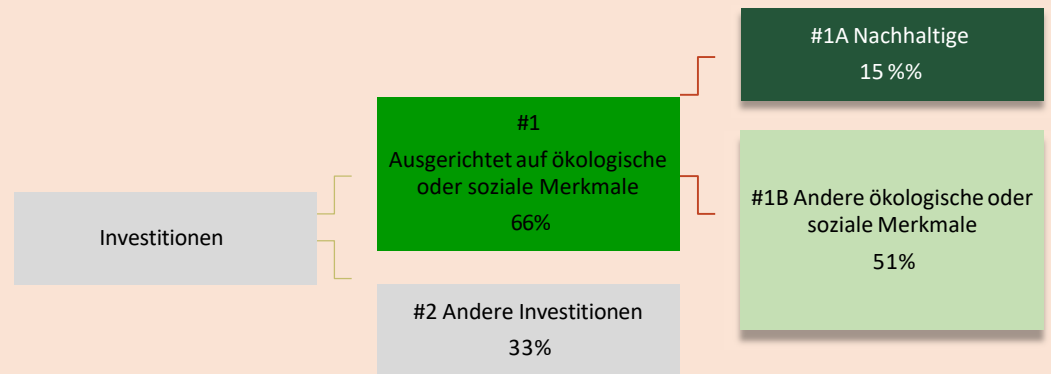 Investitionen
#1
Ausgerichtet auf ökologische
oder soziale Merkmale
66%
#2 Andere Investitionen
33%
#1A Nachhaltige
15 %%
#1B Andere ökologische oder
soziale Merkmale
51%